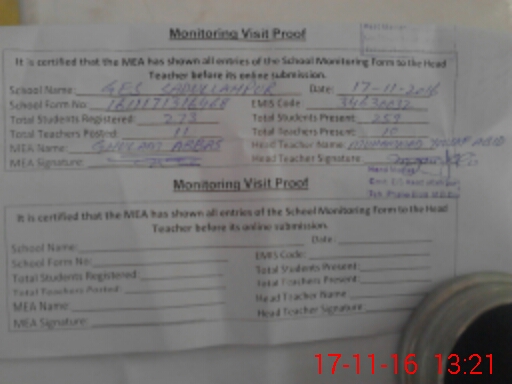 Monitoring Visit Proof
It is certified that the MEA has shown all entries of the School Monitoring Form to the Head
Teacher before its online submission.
School Name: GES SADULLAHPUR Date: 17-11-2016
School Form No: EMIS Code
Total Students Registered: 273 Total Students Present: 259
Total Teachers Posted: 11 Total Teachers Present: 10
MEA Name: GHULAM ABBAS Head Teacher Name: MUHAMMAD
MEA Signature: Head Teacher Signature:
Monitoring Visit Proof
It is certified that the MEA has shown all entries of the School Monitoring Form to the Head
Teacher before its online submission.
School Name: Date:
School Form No: EMIS Code:
Total Students Registered: Total Students Present:
Total Teachers Posted: Total Teachers Present:
MEA Name: Head Teacher Name
MEA Signature: Head Teacher Signature:
17-11-16 13:21